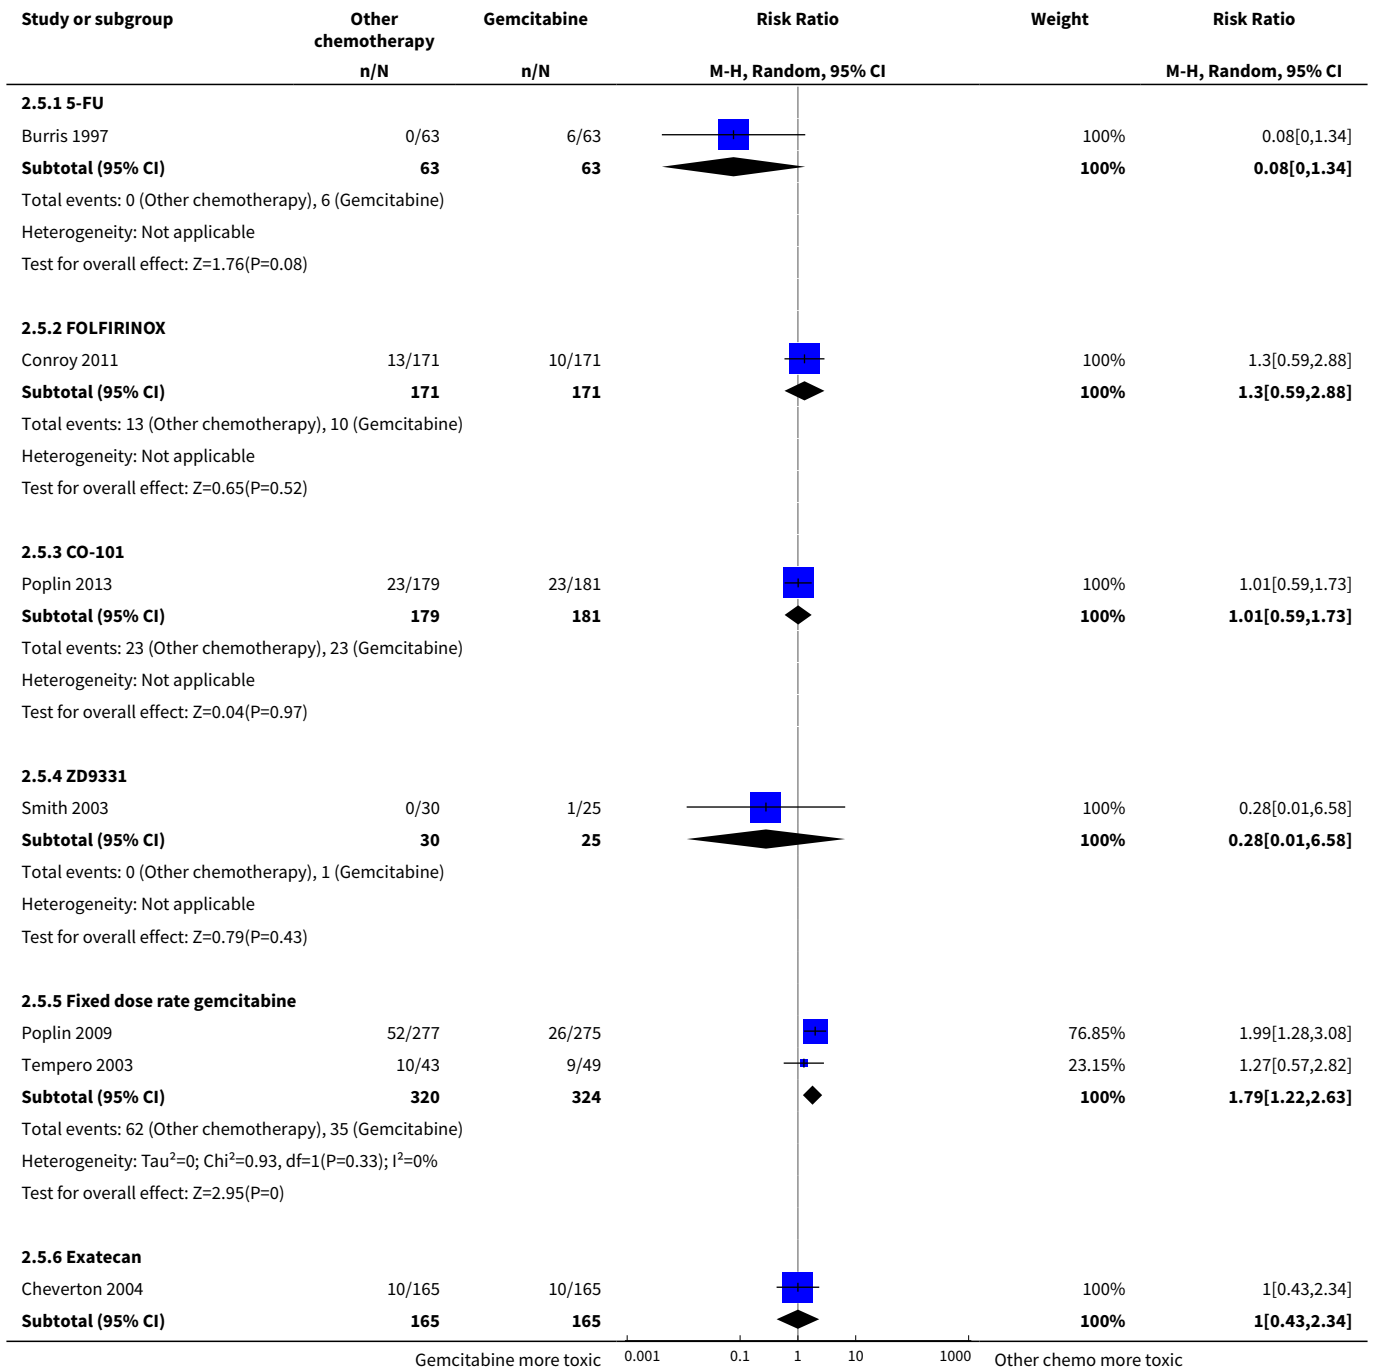 Study or subgroup Other chemotherapy Gemcitabine Risk Ratio Weight Risk Ratio
n/N n/N M-H, Random, 95% CI M-H, Random, 95% CI
2.5.1 5-FU
Burris 1997 0/63 6/63 100% 0.08[0,1.34]
Subtotal (95% CI) 63 63 100% 0.08[0,1.34]
Total events: 0 (Other chemotherapy), 6 (Gemcitabine)
Heterogeneity: Not applicable
Test for overall effect: Z=1.76(P=0.08)
2.5.2 FOLFIRINOX
Conroy 2011 13/171 10/171 100% 1.3[0.59,2.88]
Subtotal (95% CI) 171 171 100% 1.3[0.59,2.88]
Total events: 13 (Other chemotherapy), 10 (Gemcitabine)
Heterogeneity: Not applicable
Test for overall effect: Z=0.65(P=0.52)
2.5.3 CO-101
Poplin 2013 23/179 23/181 100% 1.01[0.59,1.73]
Subtotal (95% CI) 179 181 100% 1.01[0.59,1.73]
Total events: 23 (Other chemotherapy), 23 (Gemcitabine)
Heterogeneity: Not applicable
Test for overall effect: Z=0.04(P=0.97)
2.5.4 ZD9331
Smith 2003 0/30 1/25 100% 0.28[0.01,6.58]
Subtotal (95% CI) 30 25 100% 0.28[0.01,6.58]
Total events: 0 (Other chemotherapy), 1 (Gemcitabine)
Heterogeneity: Not applicable
Test for overall effect: Z=0.79(P=0.43)
2.5.5 Fixed dose rate gemcitabine
Poplin 2009 52/277 26/275 76.85% 1.99[1.28,3.08]
Tempero 2003 10/43 9/49 23.15% 1.27[0.57,2.82]
Subtotal (95% CI) 320 324 100% 1.79[1.22,2.63]
Total events: 62 (Other chemotherapy), 35 (Gemcitabine)
Heterogeneity: Tau²=0; Chi²=0.93, df=1(P=0.33); I²=0%
Test for overall effect: Z=2.95(P=0)
2.5.6 Exatecan
Cheverton 2004 10/165 10/165 100% 1[0.43,2.34]
Subtotal (95% CI) 165 165 100% 1[0.43,2.34]
Gemcitabine more toxic 0.001 0.1 1 10 1000 Other chemo more toxic